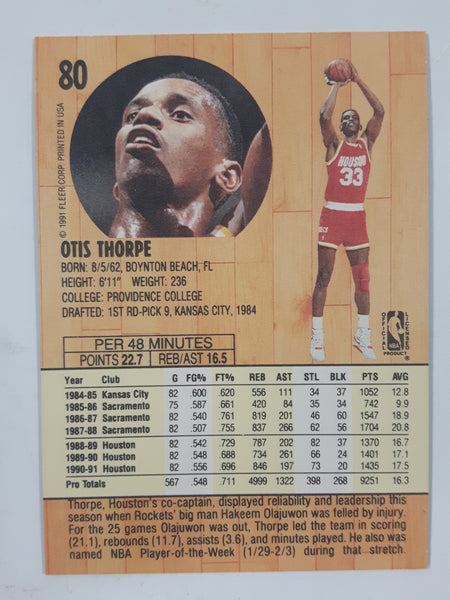 80
© 1991 FLEER CORP. PRINTED IN USA
HOUSTON
33
OTIS THORPE
BORN: 8/5/62, BOYNTON BEACH, FL
HEIGHT: 6'11" WEIGHT: 236
COLLEGE: PROVIDENCE COLLEGE
DRAFTED: 1ST RD-PICK 9, KANSAS CITY, 1984
OFFICIAL LICENSED
NBA
PRODUCT ®
PER 48 MINUTES
POINTS 22.7 REB/AST 16.5
Year Club G FG% FT% REB AST STL BLK PTS AVG
1984-85 Kansas City 82 .600 .620 556 111 34 37 1052 12.8
1985-86 Sacramento 75 .587 .661 420 84 35 34 742 9.9
1986-87 Sacramento 82 .540 .761 819 201 46 60 1547 18.9
1987-88 Sacramento 82 .507 .755 837 266 62 56 1704 20.8
1988-89 Houston 82 .542 .729 787 202 82 37 1370 16.7
1989-90 Houston 82 .548 .688 734 261 66 24 1401 17.1
1990-91 Houston 82 .556 .696 846 197 73 20 1435 17.5
Pro Totals 567 .548 .711 4999 1322 398 268 9251 16.3
Thorpe, Houston's co-captain, displayed reliability and leadership this
season when Rockets' big man Hakeem Olajuwon was felled by injury.
For the 25 games Olajuwon was out, Thorpe led the team in scoring
(21.1), rebounds (11.7), assists (3.6), and minutes played. He also was
named NBA Player-of-the-Week (1/29-2/3) during that stretch.